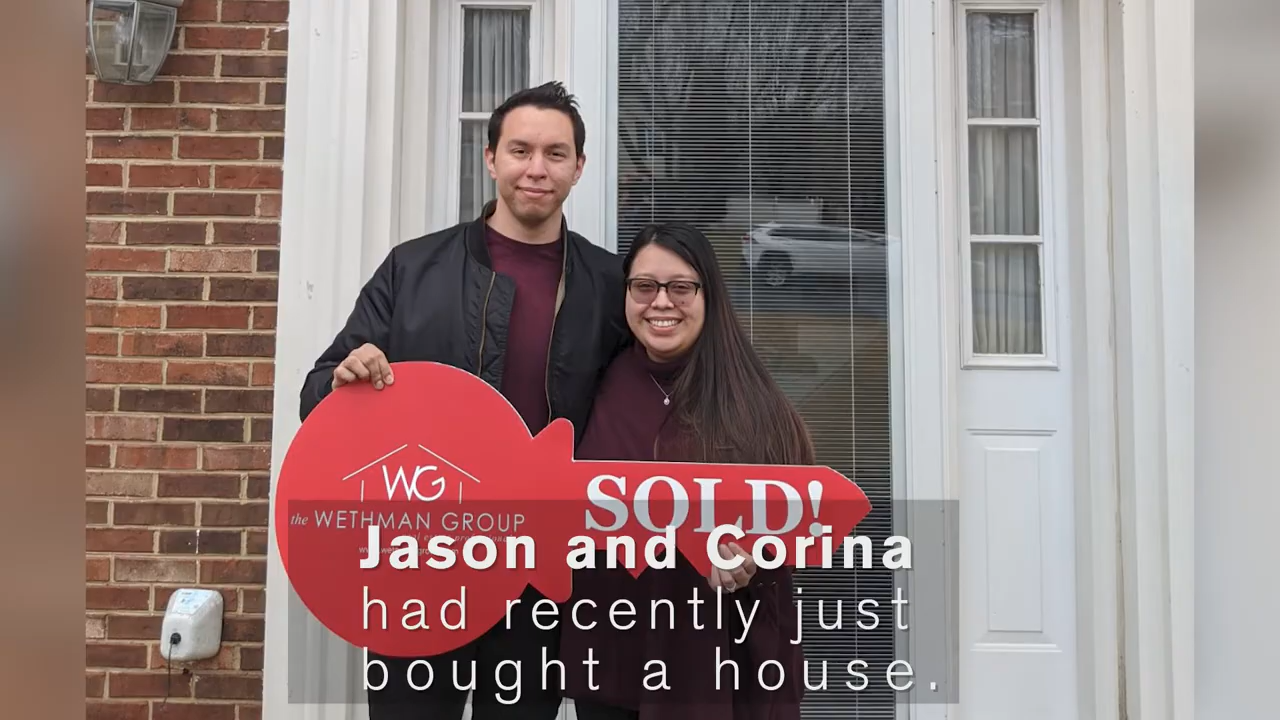 WG
the WETHMAN GROUP
SOLD!
Jason and Corina
had recently just
bought a house.